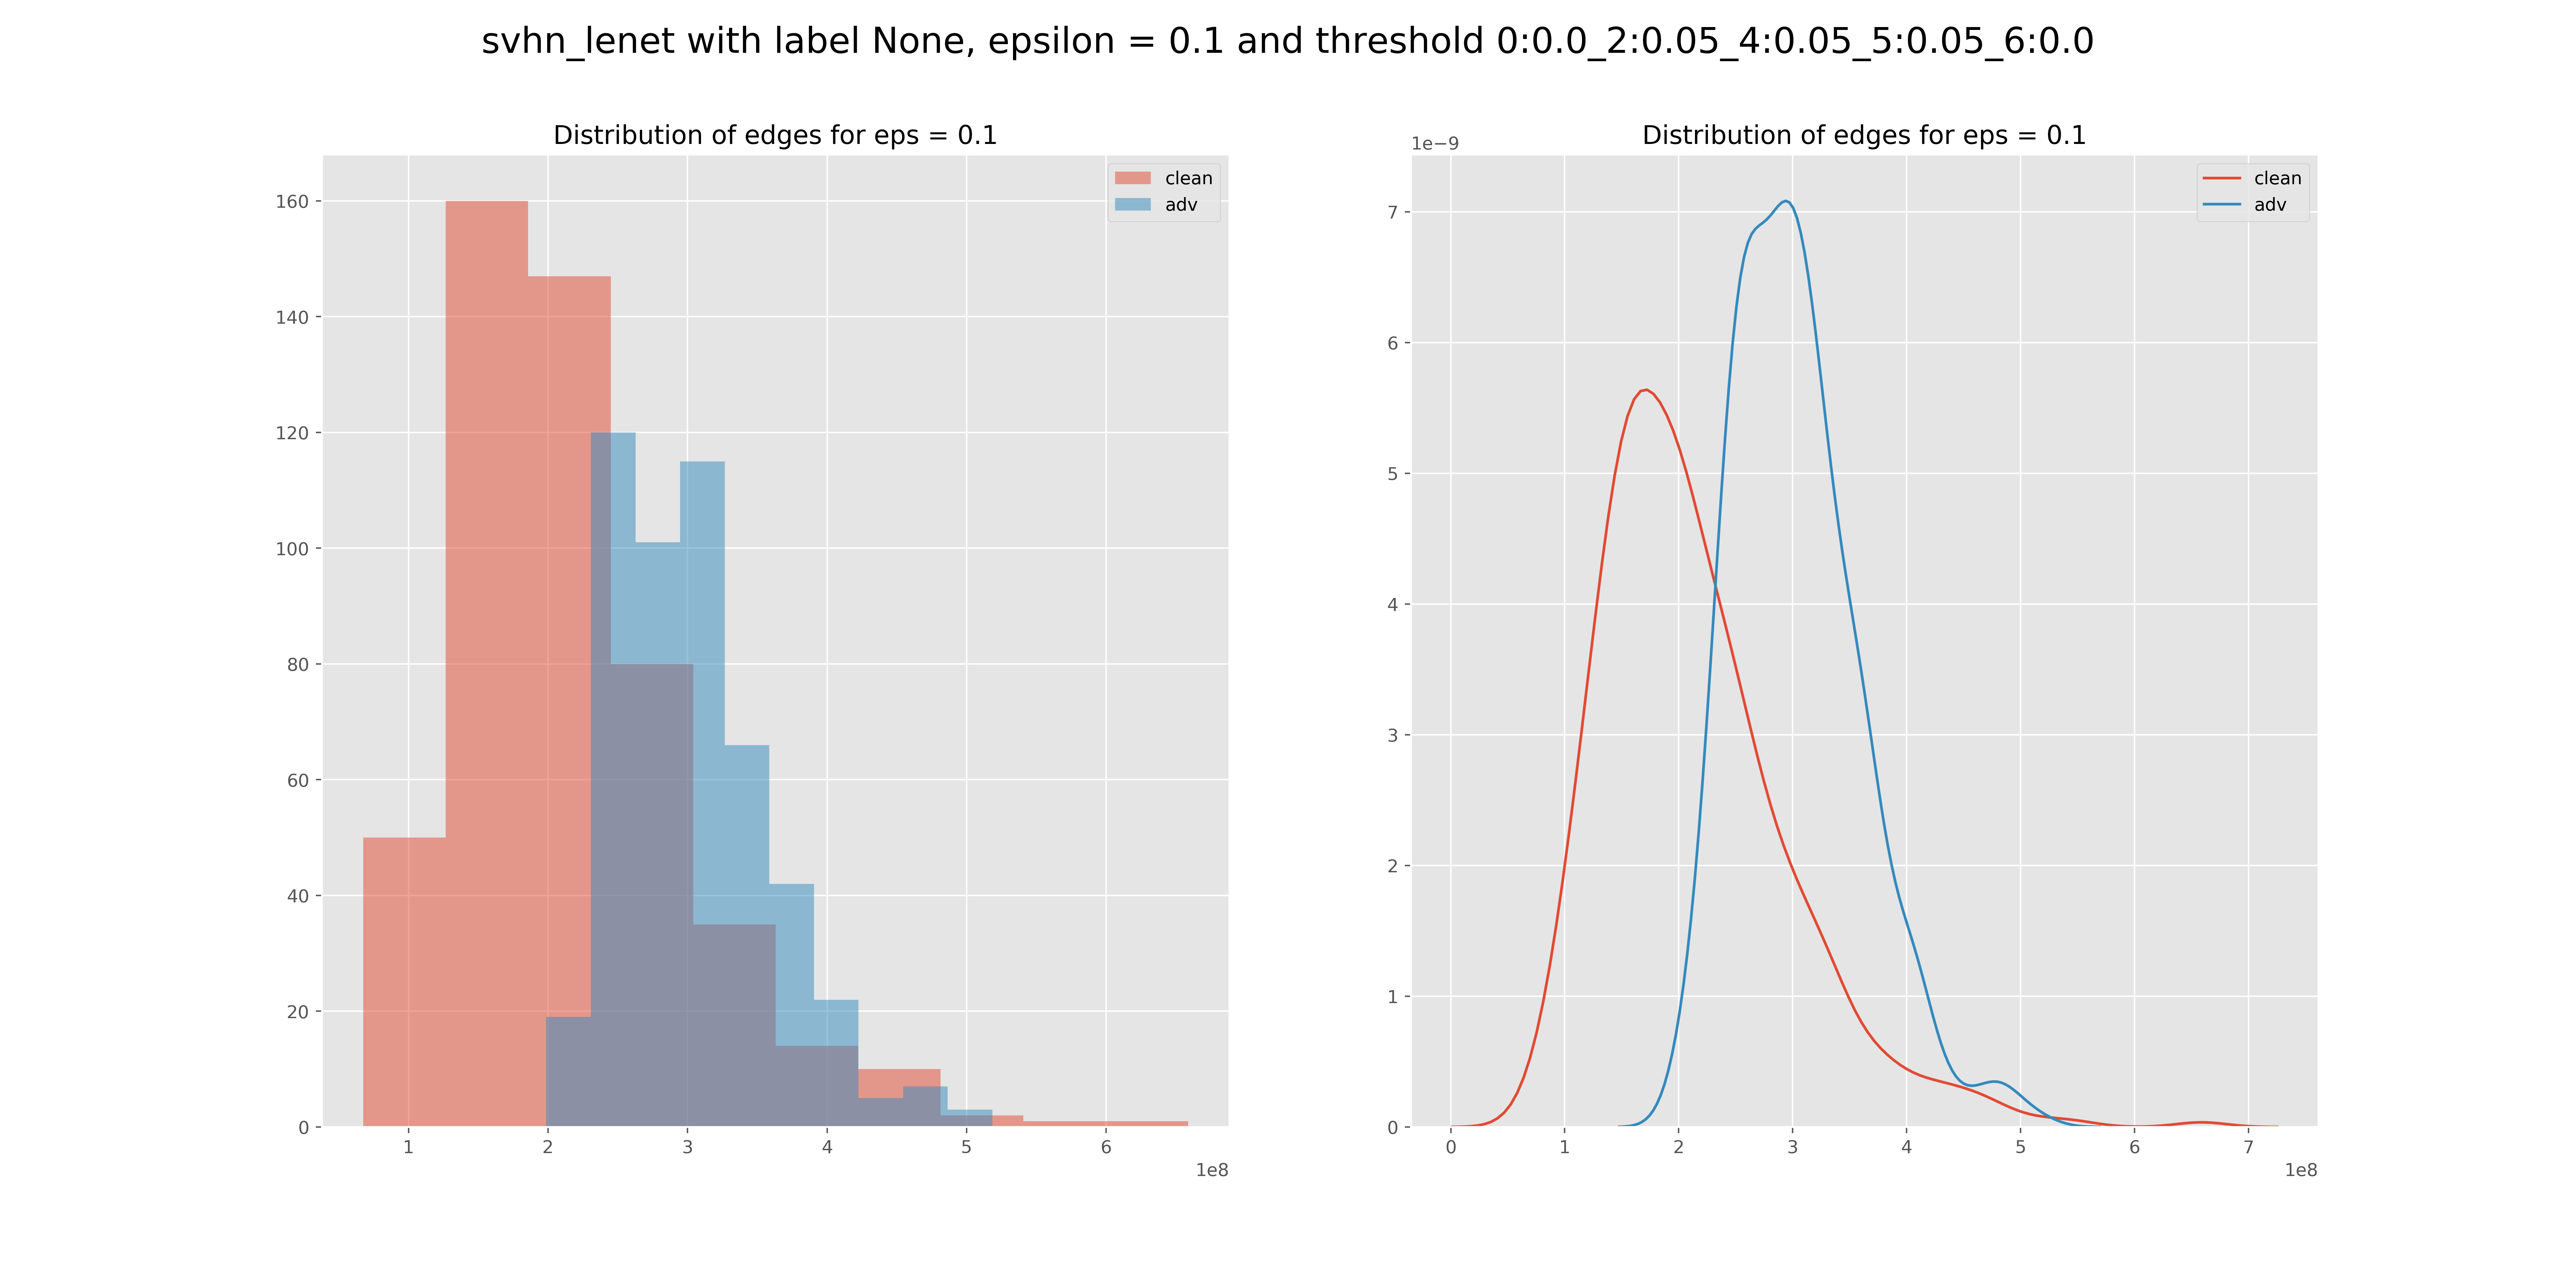 svhn_lenet with label None, epsilon = 0.1 and threshold 0:0.0_2:0.05_4:0.05_5:0.05_6:0.0
Distribution of edges for eps = 0.1
clean
adv
160
140
120
100
80
60
40
20
0
1 2 3 4 5 6
1e8
Distribution of edges for eps = 0.1
1e−9
clean
adv
7
6
5
4
3
2
1
0
0 1 2 3 4 5 6 7
1e8